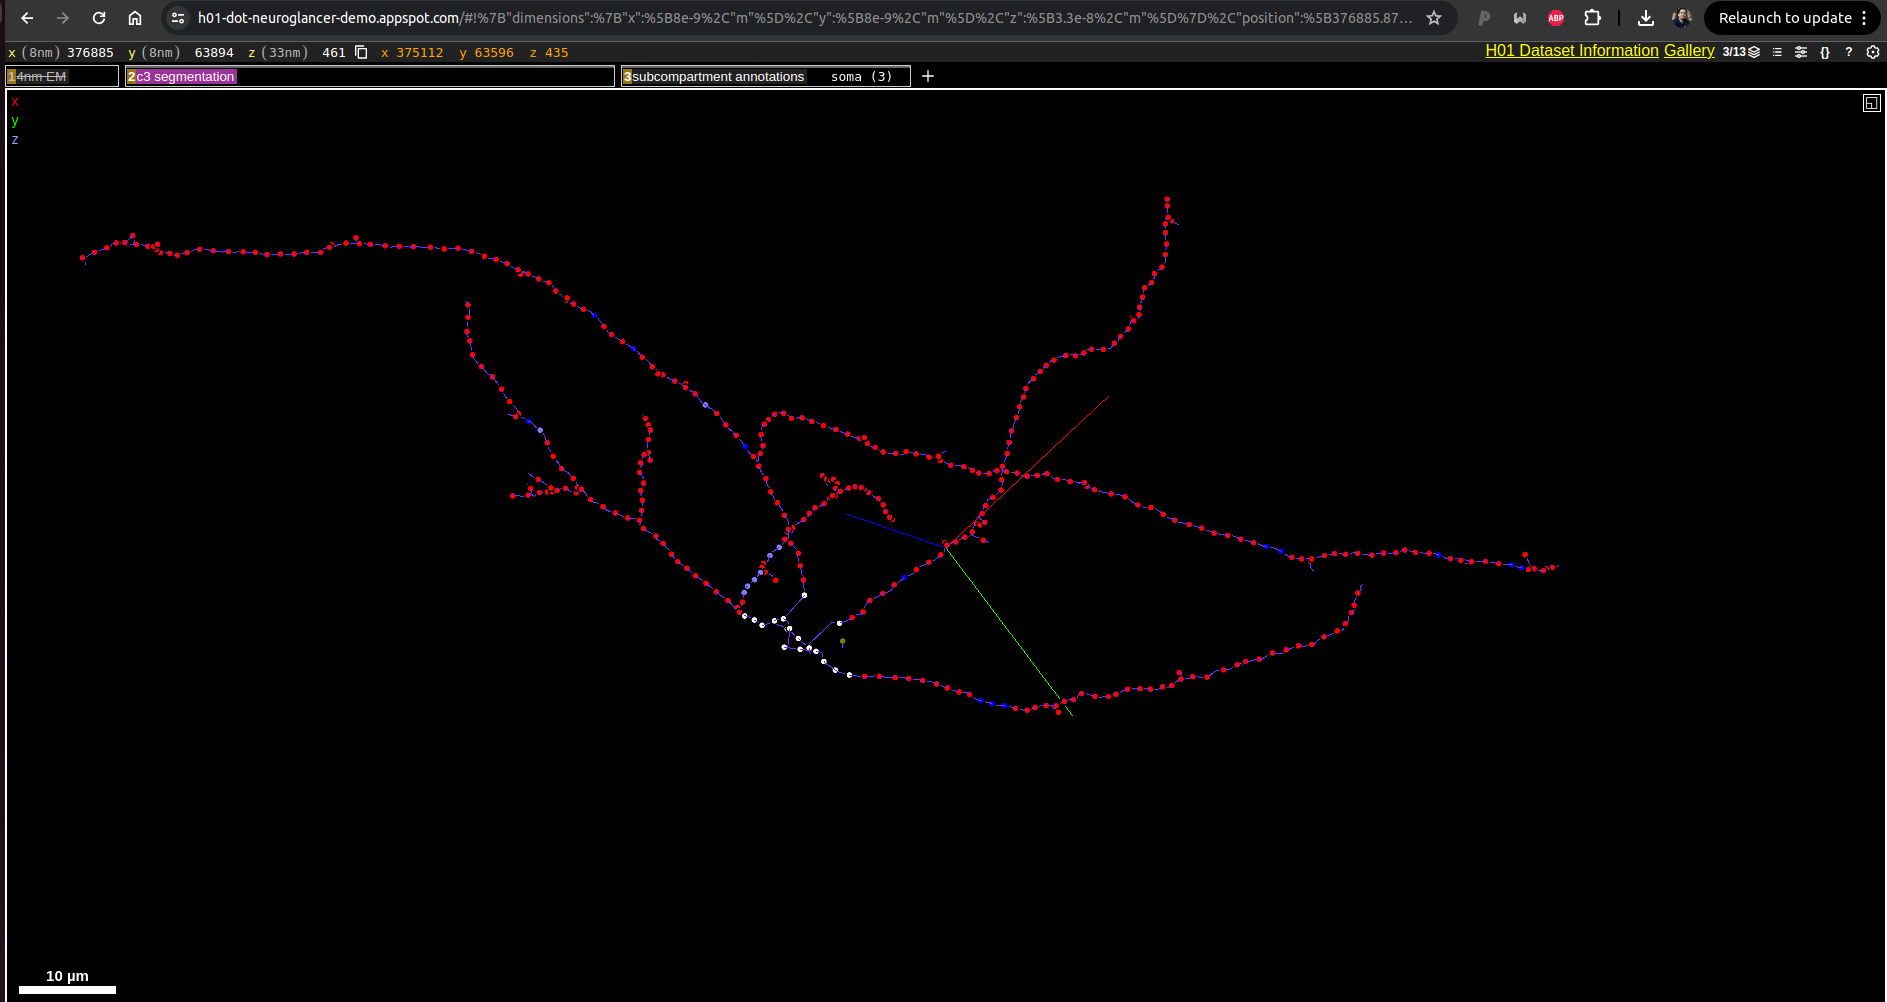 h01-dot-neuroglancer-demo.appspot.com/#!%7B"dimensions":%7B"x":%5B8e-9%2C"m"%5D%2C"y":%5B8e-9%2C"m"%5D%2C"z":%5B3.3e-8%2C"m"%5D%7D%2C"position":%5B376885.87...
ABP
Relaunch to update
x (8nm) 376885 y (8nm) 63894 z (33nm) 461 x 375112 y 63596 z 435
H01 Dataset Information Gallery 3/13 {} ?
1 4nm EM 2 c3 segmentation 3 subcompartment annotations soma (3) +
x
y
z
10 µm